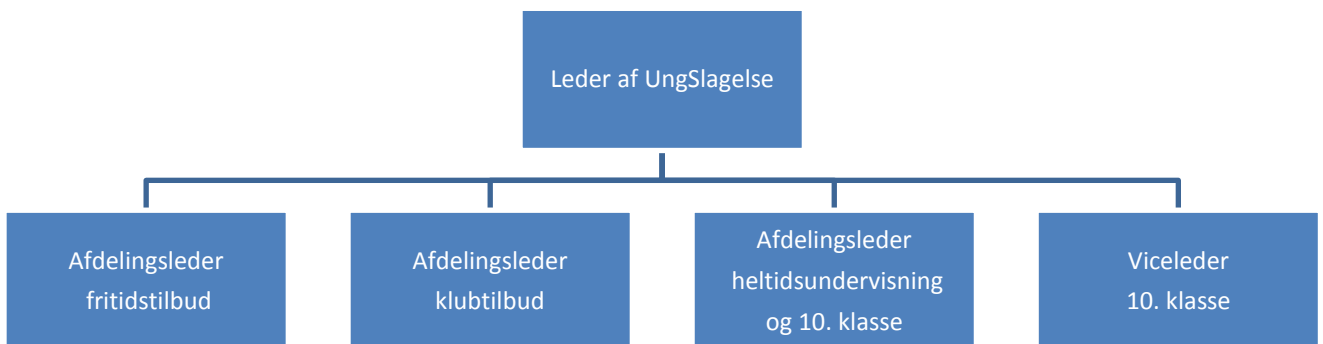 Leder af UngSlagelse
Afdelingsleder
fritidstilbud
Afdelingsleder
klubtilbud
Afdelingsleder
heltidsundervisning
og 10. klasse
Viceleder
10. klasse